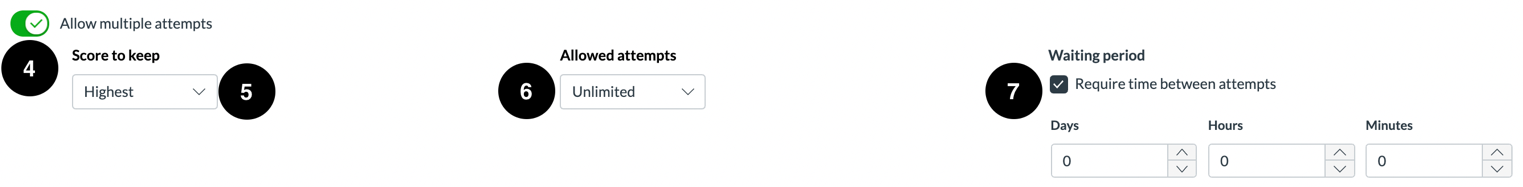 Allow multiple attempts
4
Score to keep
Highest
5
6
Allowed attempts
Unlimited
7
Waiting period
Require time between attempts
Days Hours Minutes
0 0 0